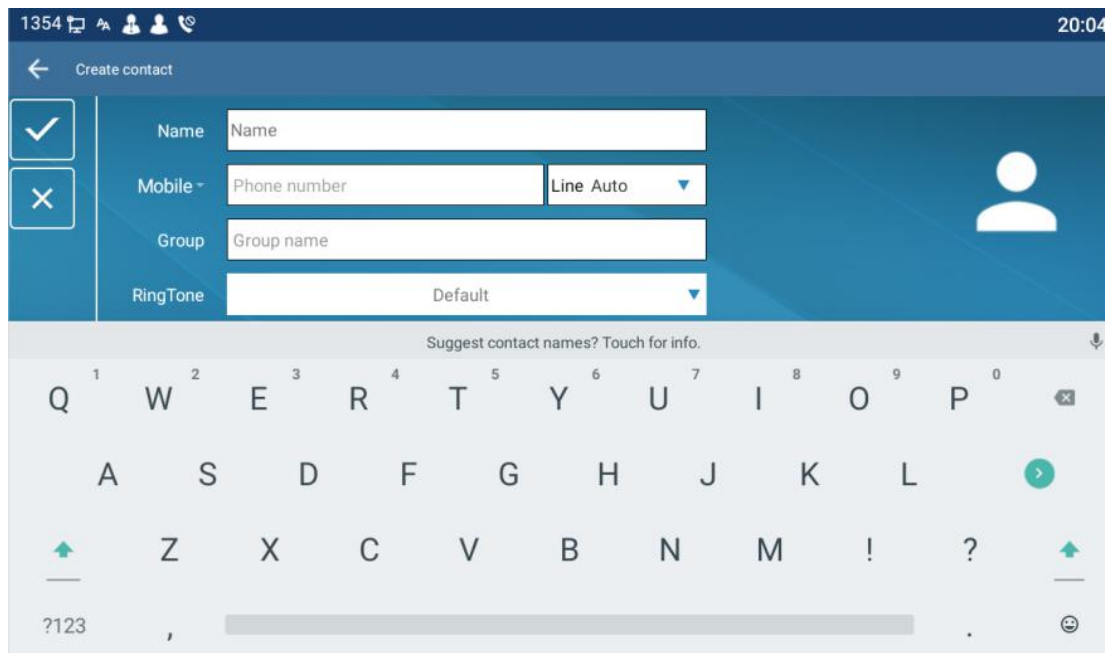 1354 20:04
Create contact
Name Name
Mobile Phone number Line Auto
Group Group name
RingTone Default
Suggest contact names? Touch for info.
1 2 3 4 5 6 7 8 9 0
Q W E R T Y U I O P
A S D F G H J K L
Z X C V B N M ! ?
?123 , .